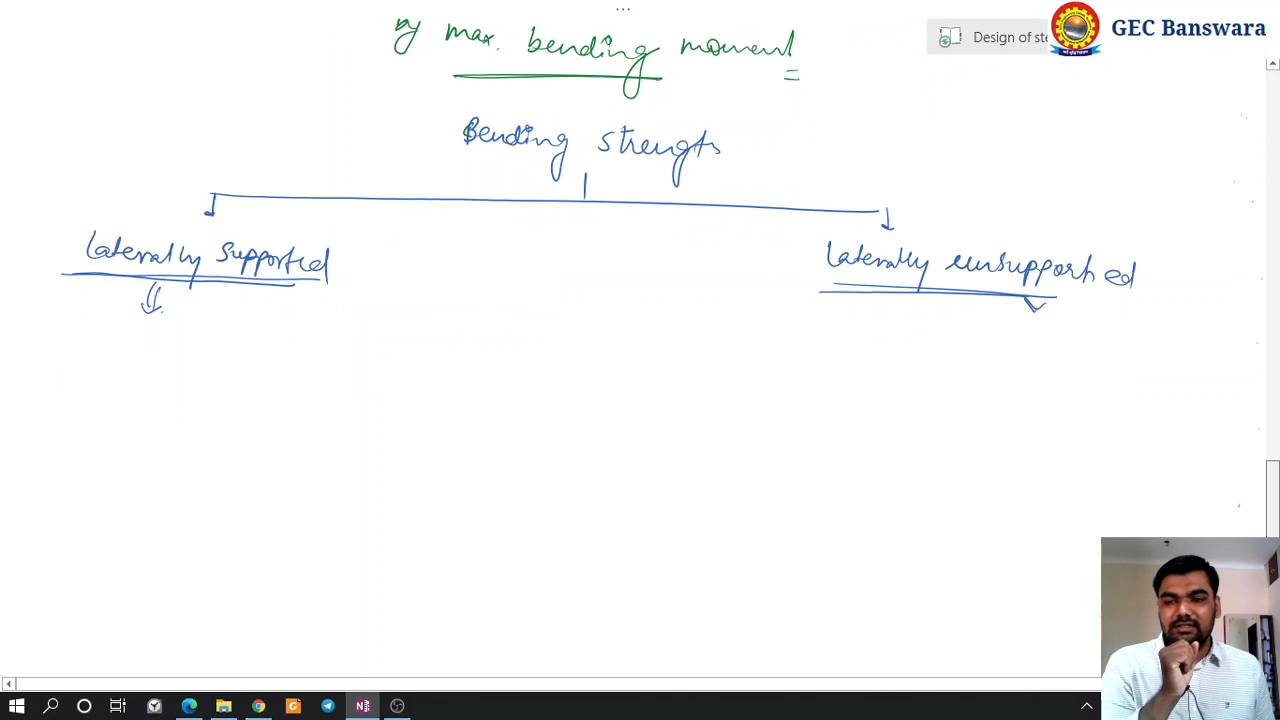 Design of ste
GEC Banswara
by max. bending moment =
Bending strength
Laterally supported
Laterally unsupported